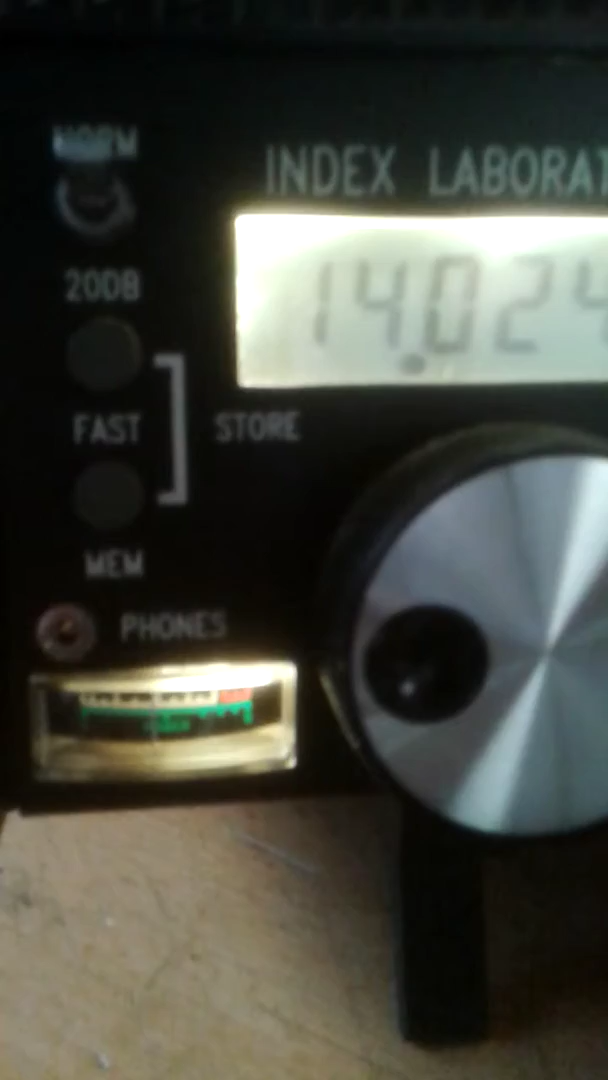 NORM
INDEX LABORAT
14.024
20DB
FAST
STORE
MEM
PHONES